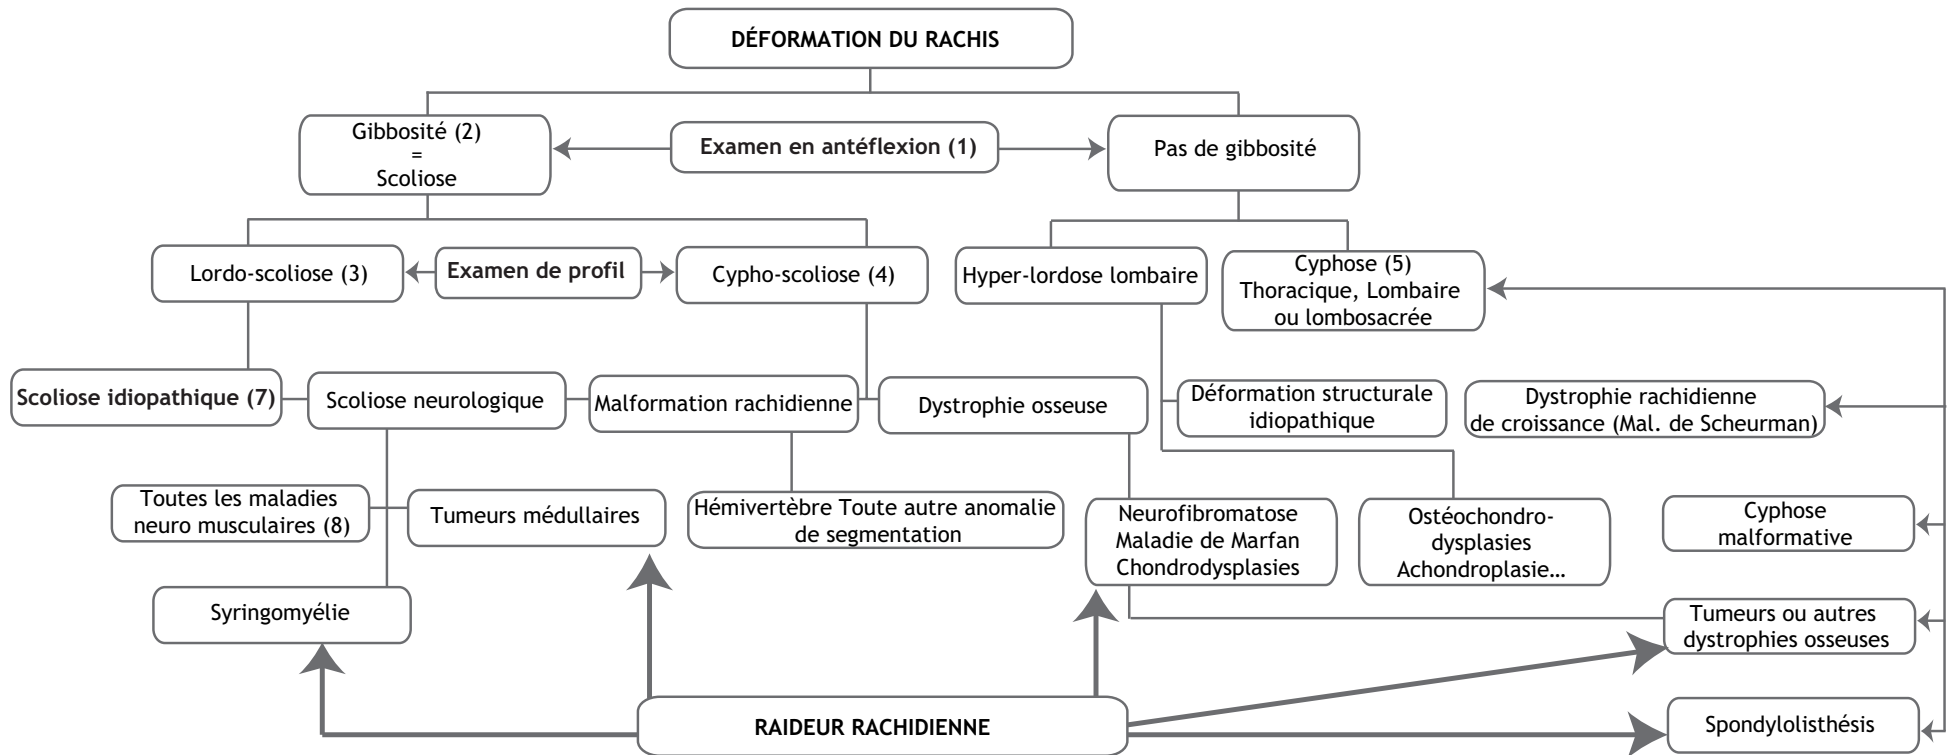 DÉFORMATION DU RACHIS
Gibbosité (2)
=
Scoliose
Examen en antéflexion (1)
Pas de gibbosité
Lordo-scoliose (3)
Examen de profil
Cypho-scoliose (4)
Hyper-lordose lombaire
Cyphose (5)
Thoracique, Lombaire
ou lombosacrée
Scoliose idiopathique (7)
Scoliose neurologique
Malformation rachidienne
Dystrophie osseuse
Déformation structurale
idiopathique
Dystrophie rachidienne
de croissance (Mal. de Scheurman)
Toutes les maladies
neuro musculaires (8)
Tumeurs médullaires
Hémivertèbre Toute autre anomalie
de segmentation
Neurofibromatose
Maladie de Marfan
Chondrodysplasies
Ostéochondro-
dysplasies
Achondroplasie…
Cyphose
malformative
Syringomyélie
Tumeurs ou autres
dystrophies osseuses
RAIDEUR RACHIDIENNE
Spondylolisthésis